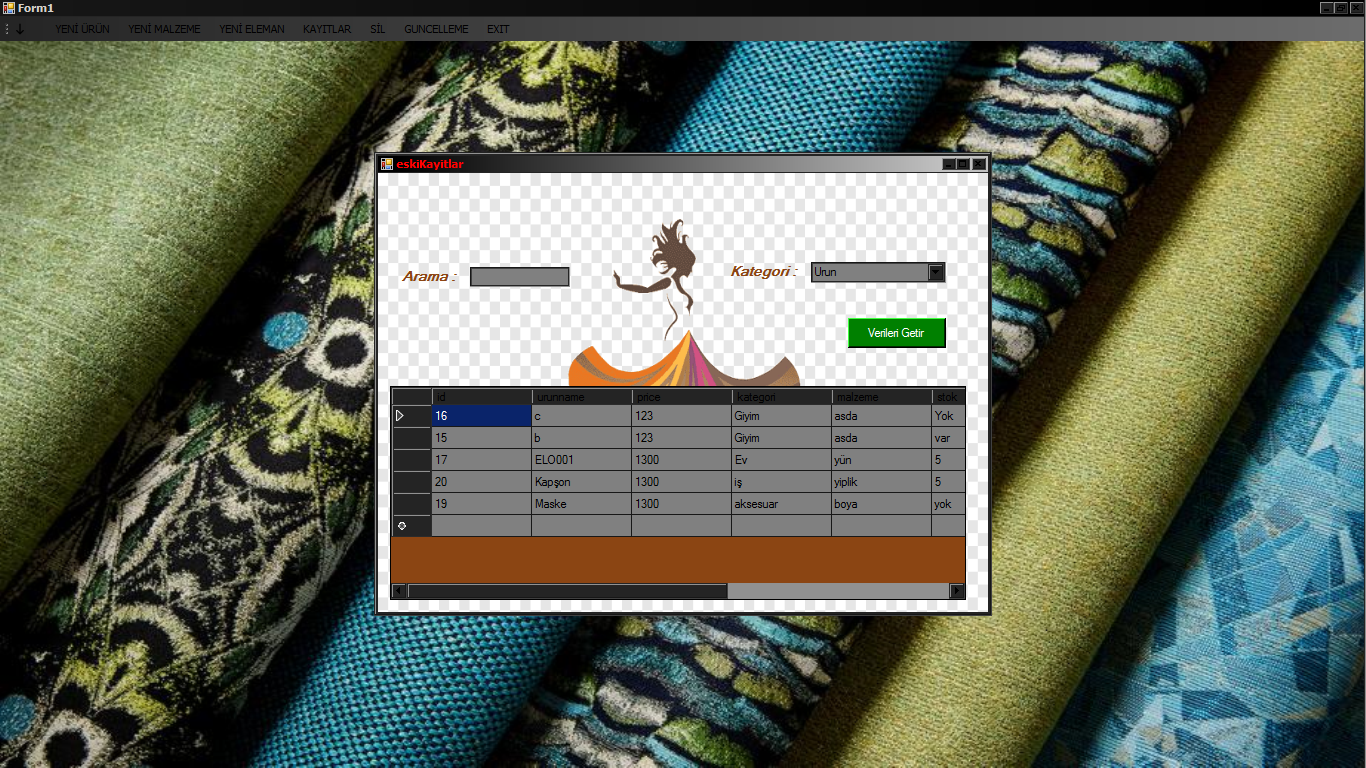 Form1
YENİ ÜRÜN YENİ MALZEME YENİ ELEMAN KAYITLAR SİL GUNCELLEME EXIT
eskiKayitlar
Arama :
Kategori : Urun
Verileri Getir
id urunname price kategori malzeme stok
16 c 123 Giyim asda Yok
15 b 123 Giyim asda var
17 ELO001 1300 Ev yün 5
20 Kapşon 1300 iş yiplik 5
19 Maske 1300 aksesuar boya yok